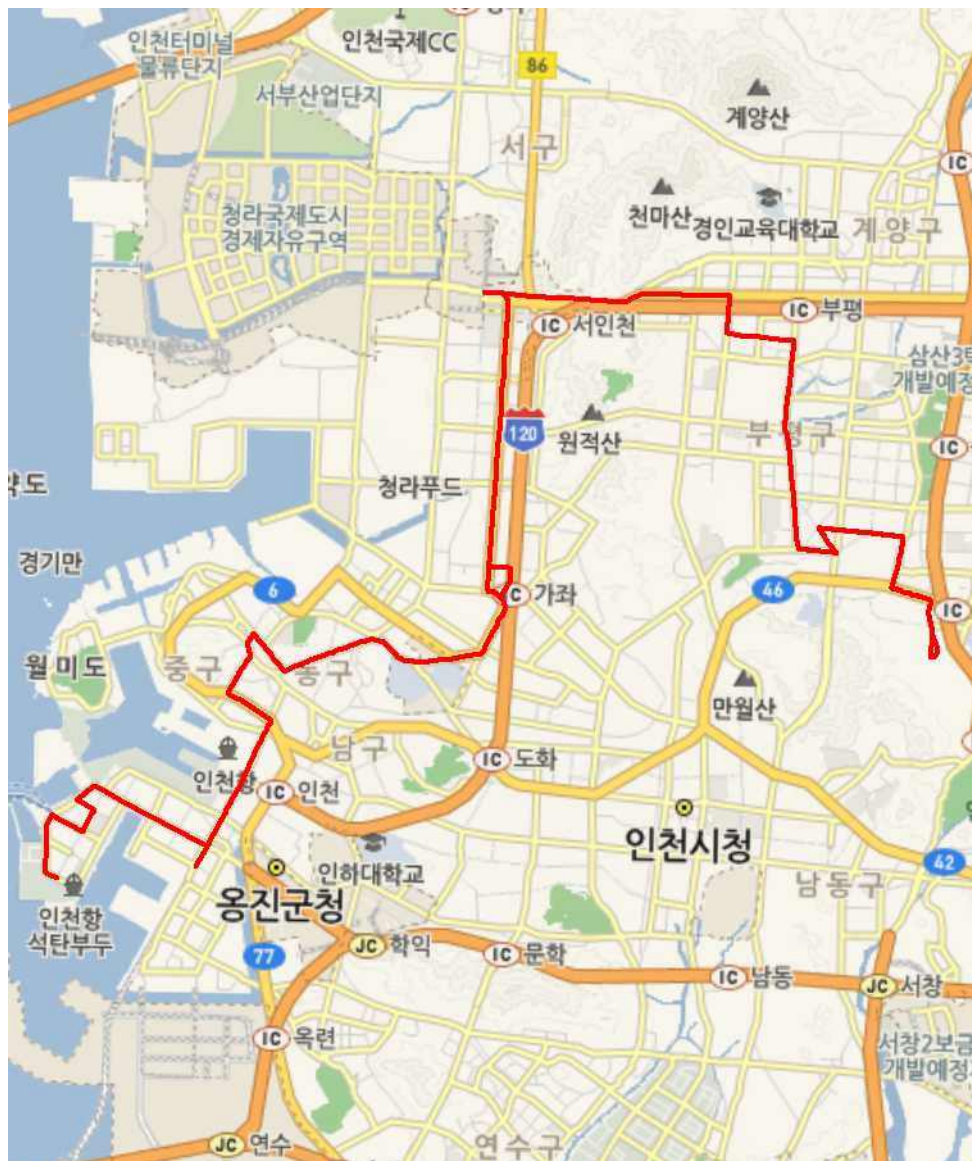 인천국제CC
인천터미널
물류단지
86
서부산업단지
계양산
서구
IC
천마산
경인교육대학교
청라국제도시
경제자유구역
계양구
IC 서인천
IC 부평
삼산3택
개발예정
120
원적산
부평구
IC
청라푸드
약도
경기만
6
C 가좌
46
IC
월미도
중구
동구
만월산
남구
인천항
IC 도화
IC 인천
인천시청
인하대학교
42
옹진군청
남동구
인천항
석탄부두
JC 학익
77
IC 문학
IC 남동
JC 서창
IC 옥련
서창2보금
개발예정
JC 연수
연수구